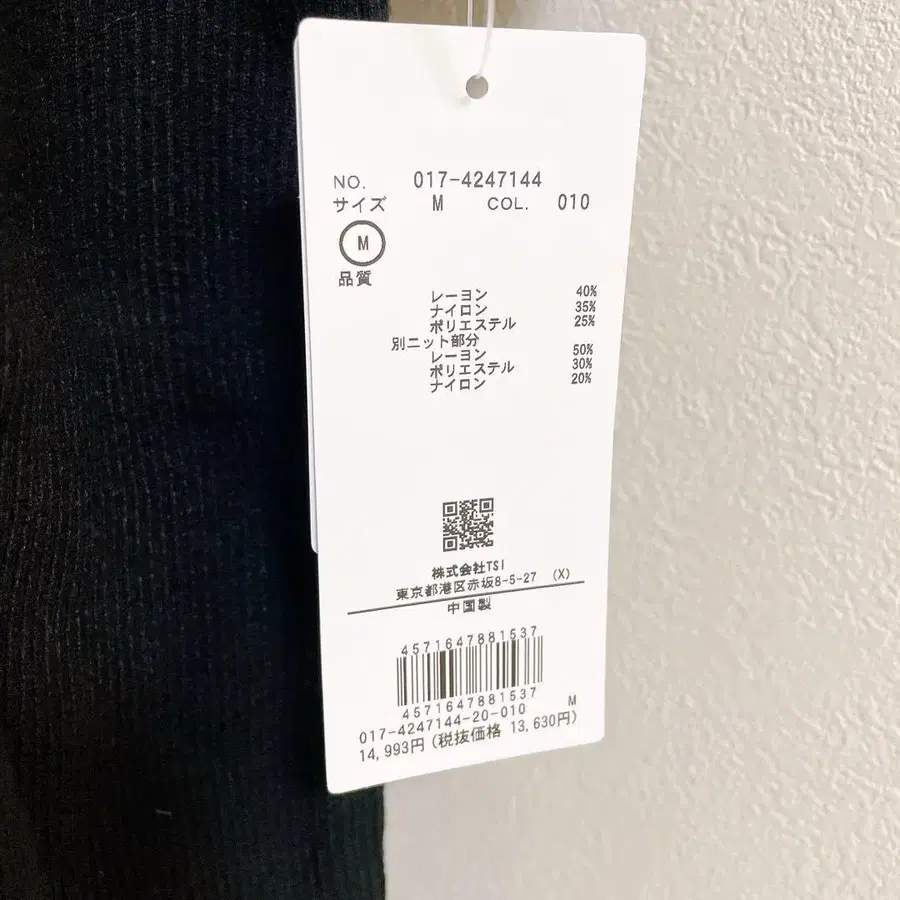 NO. 017-4247144
サイズ M COL. 010
M
品質
レーヨン 40%
ナイロン 35%
ポリエステル 25%
別ニット部分
レーヨン 50%
ポリエステル 30%
ナイロン 20%
株式会社TSI
東京都港区赤坂8-5-27 (X)
中国製
4571647881537
4571647881537
017-4247144-20-010 M
14,993円(税抜価格 13,630円)